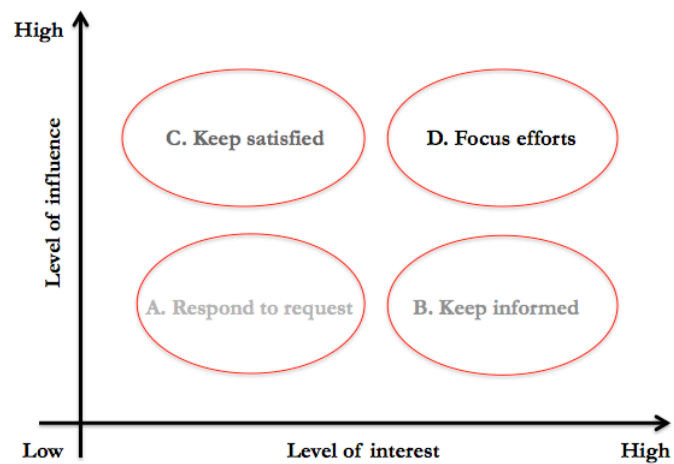 High
Level of influence
C. Keep satisfied
D. Focus efforts
A. Respond to request
B. Keep informed
Low
Level of interest
High